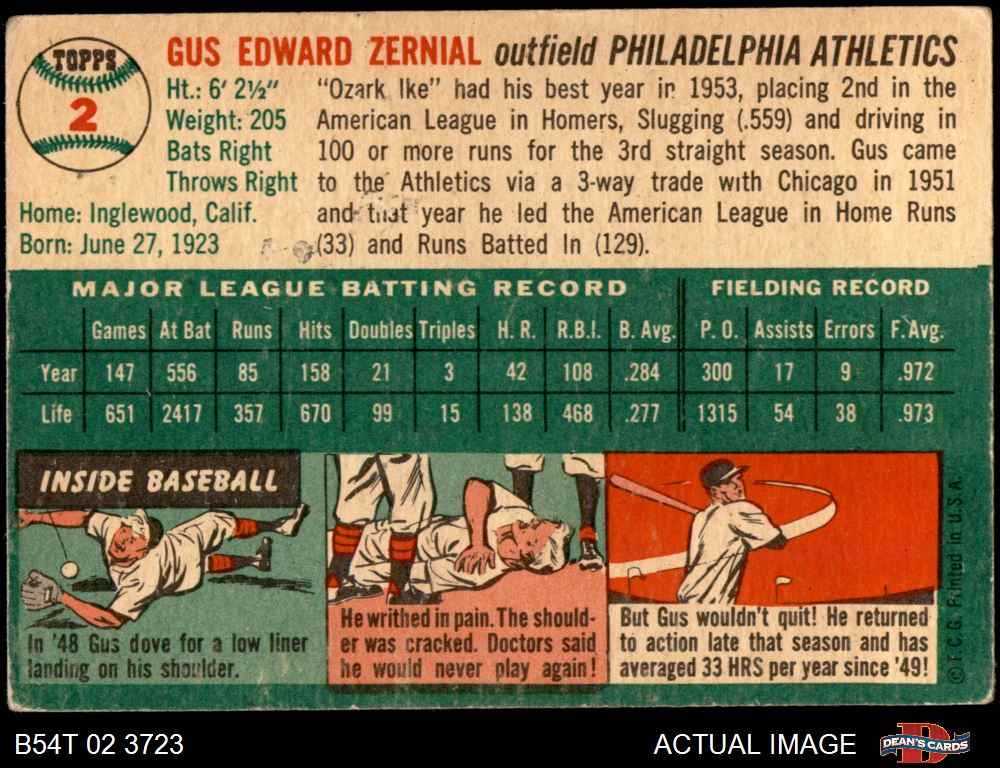 TOPPS
2
GUS EDWARD ZERNIAL outfield PHILADELPHIA ATHLETICS
Ht.: 6' 2½"
Weight: 205
Bats Right
Throws Right
Home: Inglewood, Calif.
Born: June 27, 1923
"Ozark Ike" had his best year in 1953, placing 2nd in the
American League in Homers, Slugging (.559) and driving in
100 or more runs for the 3rd straight season. Gus came
to the Athletics via a 3-way trade with Chicago in 1951
and that year he led the American League in Home Runs
(33) and Runs Batted In (129).
MAJOR LEAGUE BATTING RECORD FIELDING RECORD
Games At Bat Runs Hits Doubles Triples H. R. R.B.I. B. Avg. P. O. Assists Errors F. Avg.
Year 147 556 85 158 21 3 42 108 .284 300 17 9 .972
Life 651 2417 357 670 99 15 138 468 .277 1315 54 38 .973
INSIDE BASEBALL
In '48 Gus dove for a low liner
landing on his shoulder.
He writhed in pain. The should-
er was cracked. Doctors said
he would never play again!
But Gus wouldn't quit! He returned
to action late that season and has
averaged 33 HRS per year since '49!
© T.C.G. Printed in U.S.A.
B54T 02 3723
ACTUAL IMAGE
DEAN'S CARDS